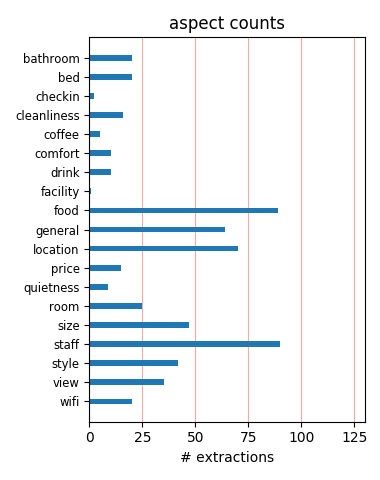 aspect counts
bathroom
bed
checkin
cleanliness
coffee
comfort
drink
facility
food
general
location
price
quietness
room
size
staff
style
view
wifi
0 25 50 75 100 125
# extractions